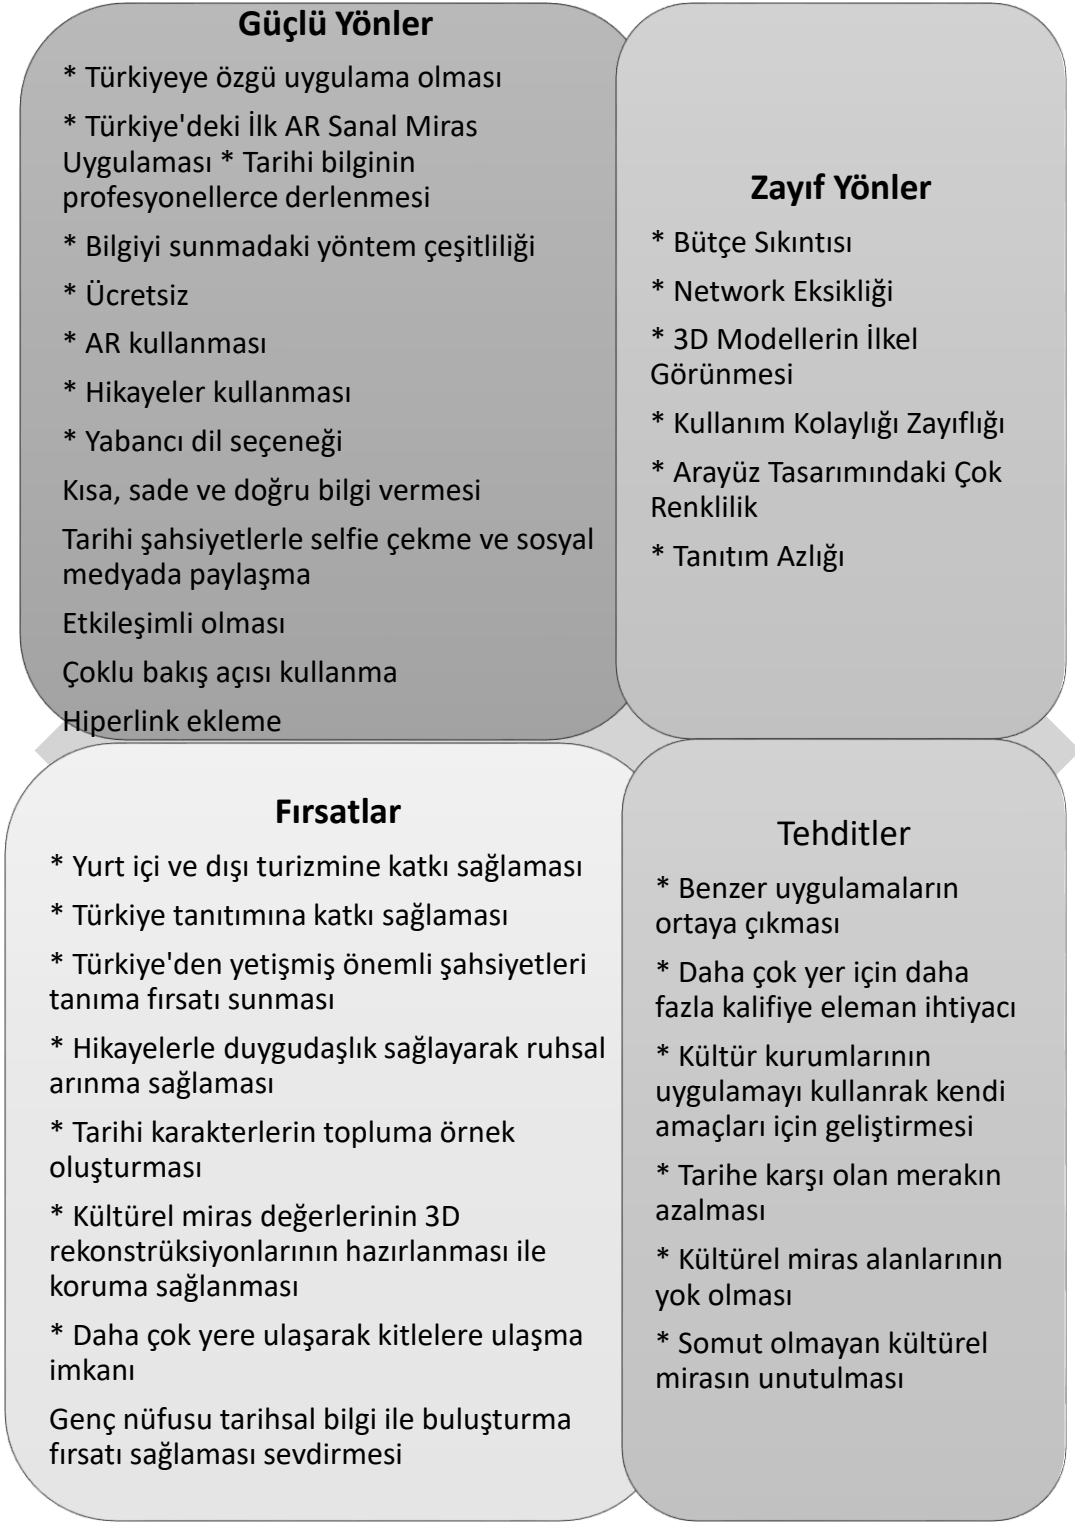 Güçlü Yönler
* Türkiyeye özgü uygulama olması
* Türkiye'deki İlk AR Sanal Miras
Uygulaması * Tarihi bilginin
profesyonellerce derlenmesi
* Bilgiyi sunmadaki yöntem çeşitliliği
* Ücretsiz
* AR kullanması
* Hikayeler kullanması
* Yabancı dil seçeneği
Kısa, sade ve doğru bilgi vermesi
Tarihi şahsiyetlerle selfie çekme ve sosyal
medyada paylaşma
Etkileşimli olması
Çoklu bakış açısı kullanma
Hiperlink ekleme
Zayıf Yönler
* Bütçe Sıkıntısı
* Network Eksikliği
* 3D Modellerin İlkel
Görünmesi
* Kullanım Kolaylığı Zayıflığı
* Arayüz Tasarımındaki Çok
Renklilik
* Tanıtım Azlığı
Fırsatlar
* Yurt içi ve dışı turizmine katkı sağlaması
* Türkiye tanıtımına katkı sağlaması
* Türkiye'den yetişmiş önemli şahsiyetleri
tanıma fırsatı sunması
* Hikayelerle duygudaşlık sağlayarak ruhsal
arınma sağlaması
* Tarihi karakterlerin topluma örnek
oluşturması
* Kültürel miras değerlerinin 3D
rekonstrüksiyonlarının hazırlanması ile
koruma sağlanması
* Daha çok yere ulaşarak kitlelere ulaşma
imkanı
Genç nüfusu tarihsal bilgi ile buluşturma
fırsatı sağlaması sevdirmesi
Tehditler
* Benzer uygulamaların
ortaya çıkması
* Daha çok yer için daha
fazla kalifiye eleman ihtiyacı
* Kültür kurumlarının
uygulamayı kullanrak kendi
amaçları için geliştirmesi
* Tarihe karşı olan merakın
azalması
* Kültürel miras alanlarının
yok olması
* Somut olmayan kültürel
mirasın unutulması